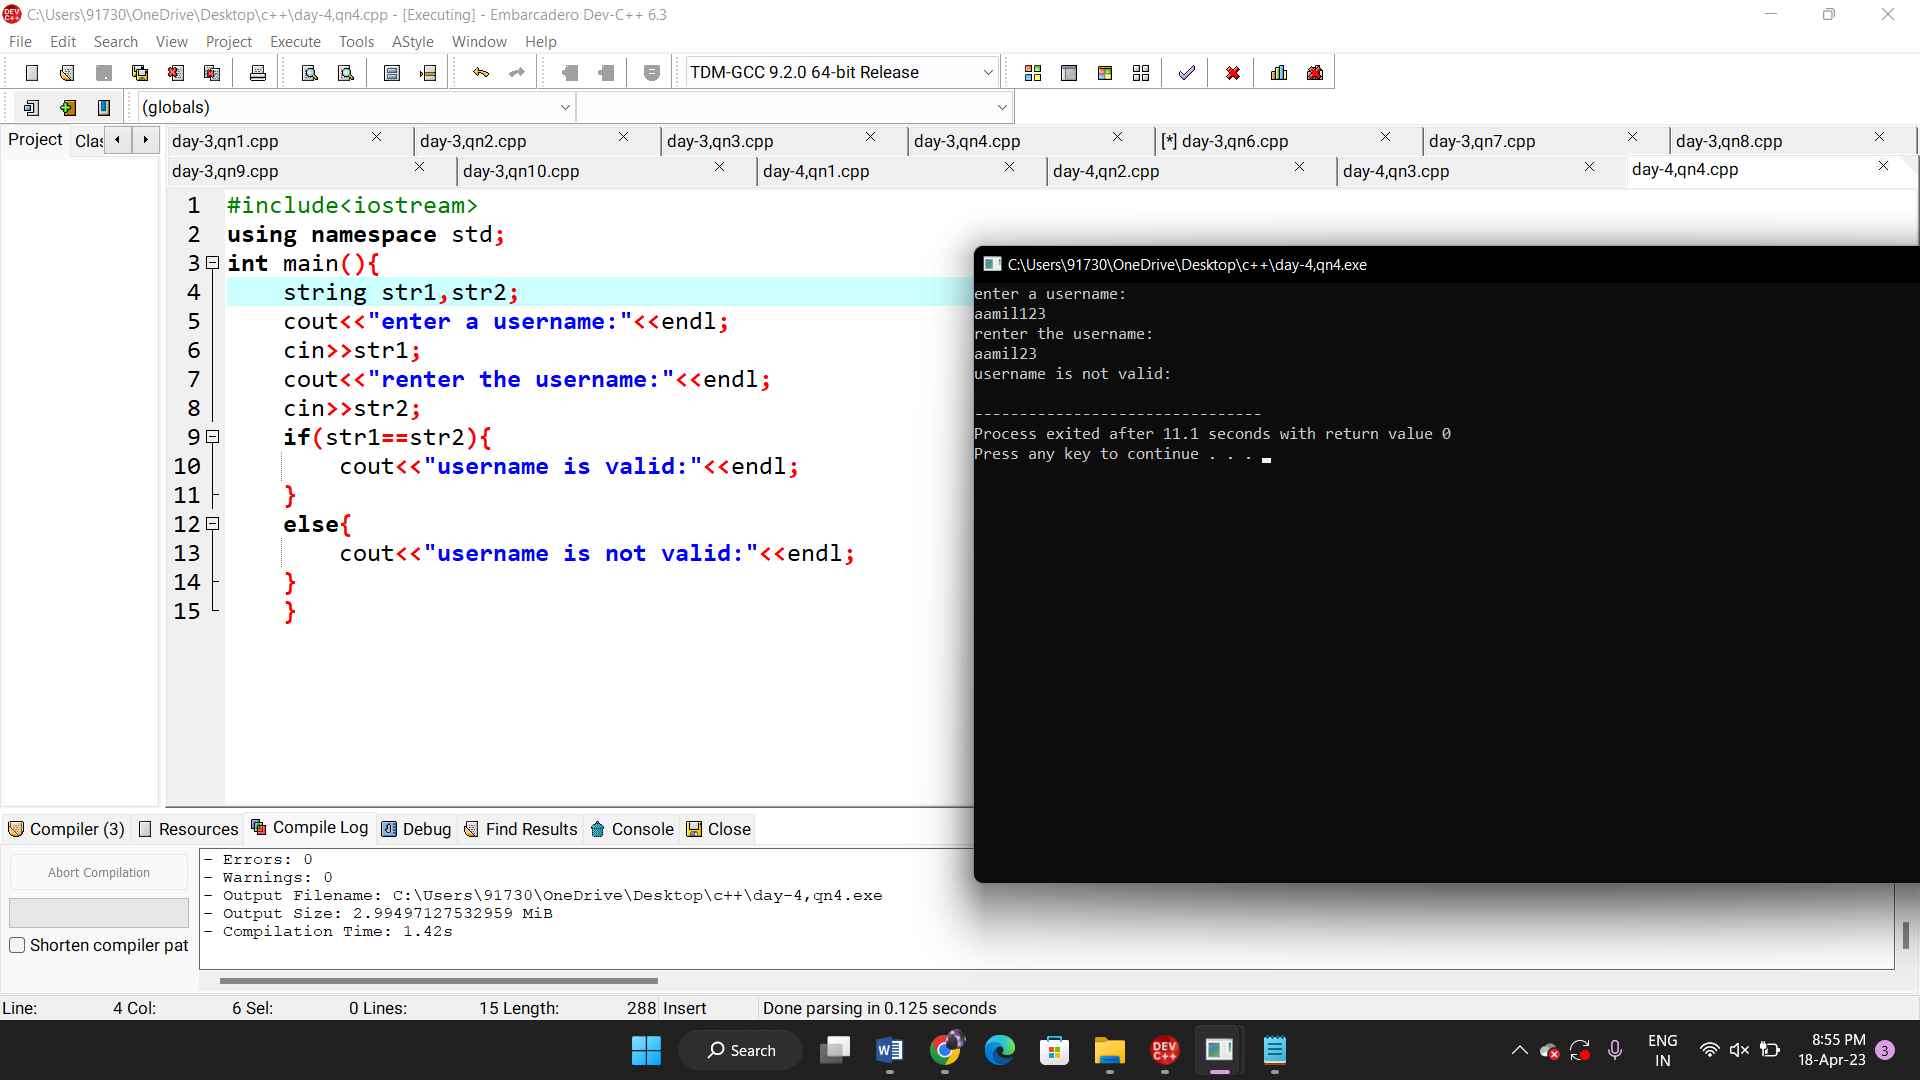 C:\Users\91730\OneDrive\Desktop\c++\day-4,qn4.cpp - [Executing] - Embarcadero Dev-C++ 6.3
File Edit Search View Project Execute Tools AStyle Window Help
TDM-GCC 9.2.0 64-bit Release
(globals)
Project Clas
day-3,qn1.cpp day-3,qn2.cpp day-3,qn3.cpp day-3,qn4.cpp [*] day-3,qn6.cpp day-3,qn7.cpp day-3,qn8.cpp
day-3,qn9.cpp day-3,qn10.cpp day-4,qn1.cpp day-4,qn2.cpp day-4,qn3.cpp day-4,qn4.cpp
1 #include<iostream>
2 using namespace std;
3 int main(){
4 string str1,str2;
5 cout<<"enter a username:"<<endl;
6 cin>>str1;
7 cout<<"renter the username:"<<endl;
8 cin>>str2;
9 if(str1==str2){
10 cout<<"username is valid:"<<endl;
11 }
12 else{
13 cout<<"username is not valid:"<<endl;
14 }
15 }
C:\Users\91730\OneDrive\Desktop\c++\day-4,qn4.exe
enter a username:
aamil123
renter the username:
aamil23
username is not valid:
--------------------------------
Process exited after 11.1 seconds with return value 0
Press any key to continue . . .
Compiler (3) Resources Compile Log Debug Find Results Console Close
Abort Compilation
Shorten compiler pat
- Errors: 0
- Warnings: 0
- Output Filename: C:\Users\91730\OneDrive\Desktop\c++\day-4,qn4.exe
- Output Size: 2.99497127532959 MiB
- Compilation Time: 1.42s
Line: 4 Col: 6 Sel: 0 Lines: 15 Length: 288 Insert Done parsing in 0.125 seconds
Search
DEV C++
ENG
IN
8:55 PM
18-Apr-23
3